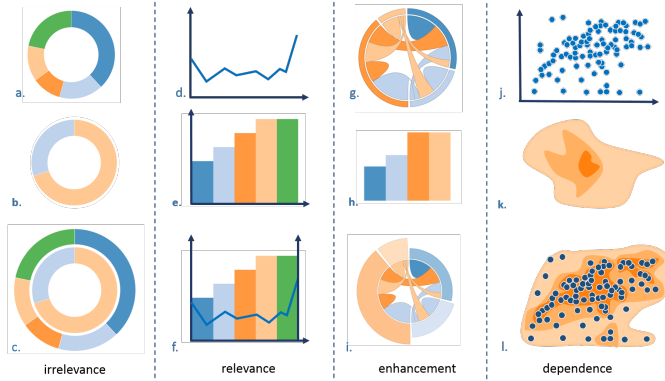 a.
d.
g.
j.
b.
e.
h.
k.
c.
f.
i.
l.
irrelevance
relevance
enhancement
dependence